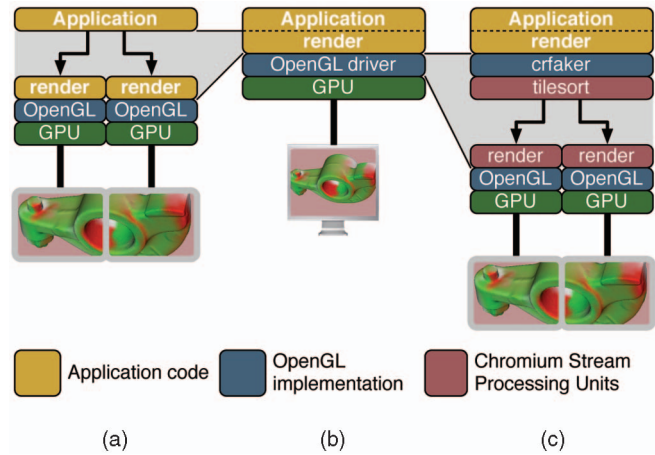 Application
render render
OpenGL OpenGL
GPU GPU
Application
render
OpenGL driver
GPU
Application
render
crfaker
tilesort
render render
OpenGL OpenGL
GPU GPU
Application code
OpenGL
implementation
Chromium Stream
Processing Units
(a) (b) (c)